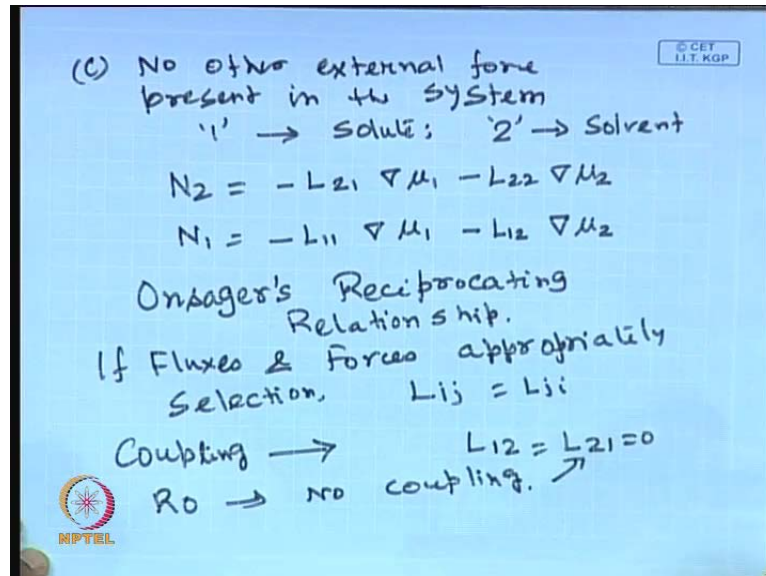 (C) No other external force
present in the system
© CET
I.I.T. KGP
'1' → Solute; '2' → Solvent
N2 = - L21 ∇μ1 - L22 ∇μ2
N1 = - L11 ∇μ1 - L12 ∇μ2
Onsager's Reciprocating
Relationship.
If Fluxes & Forces appropriately
Selection, Lij = Lji
Coupling → L12 = L21 = 0
RO → No coupling.
NPTEL